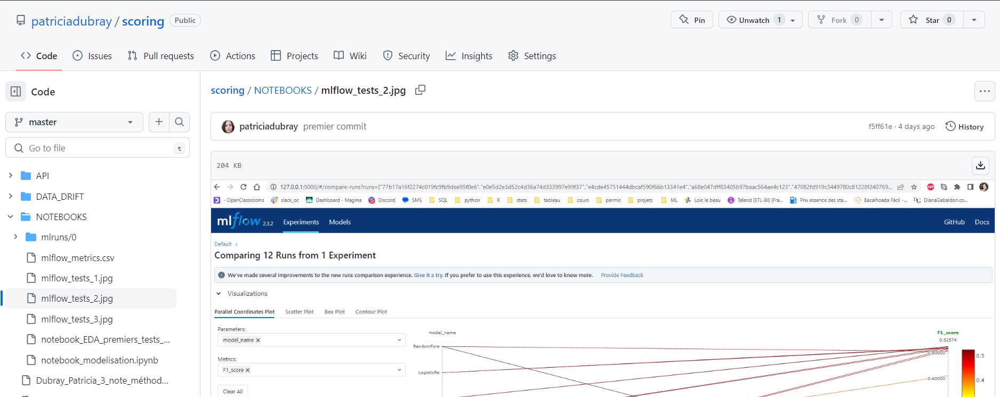 patriciadubray / scoring Public
Pin
Unwatch 1
Fork 0
Star 0
Code
Issues
Pull requests
Actions
Projects
Wiki
Security
Insights
Settings
Code
master
Go to file
t
API
DATA_DRIFT
NOTEBOOKS
mlruns/0
mlflow_metrics.csv
mlflow_tests_1.jpg
mlflow_tests_2.jpg
mlflow_tests_3.jpg
notebook_EDA_premiers_tests_...
notebook_modelisation.ipynb
Dubray_Patricia_3_note_méthod...
scoring / NOTEBOOKS / mlflow_tests_2.jpg
patriciadubray premier commit
f5ff61e · 4 days ago
History
204 KB
127.0.0.1:5000/#/compare-runs?runs=["77b17a16f2274c019fc9fb9dee95f0e6","e0e5d2e3d52c4d36a74d333997e99f37","e4cde45751444dbcaf590f66b13341e4","a68e047dff83405b97baac564ae4c123","47082fd919c3449780c81228f240769...
ABP
- OpenClassrooms
slack_oc
Dashboard - Magma
Discord
SMS
SQL
python
R
stats
tableau
cours
permis
projets
ML
Loic le beau
Talend [ETL-BI] [Fra...
Prix essence des sta...
Bacalhoada Fácil -...
DG DianaGabaldon.co...
mlflow 2.3.2
Experiments
Models
GitHub
Docs
Default ›
Comparing 12 Runs from 1 Experiment
We've made several improvements to the new runs comparison experience. Give it a try. If you prefer to use this experience, we'd love to know more. Provide Feedback
Visualizations
Parallel Coordinates Plot
Scatter Plot
Box Plot
Contour Plot
Parameters:
model_name
Metrics:
F1_score
Clear All
model_name
RandomFore
LogisticRe
F1_score
0.52574
0.50000
0.40000
0.5
0.4